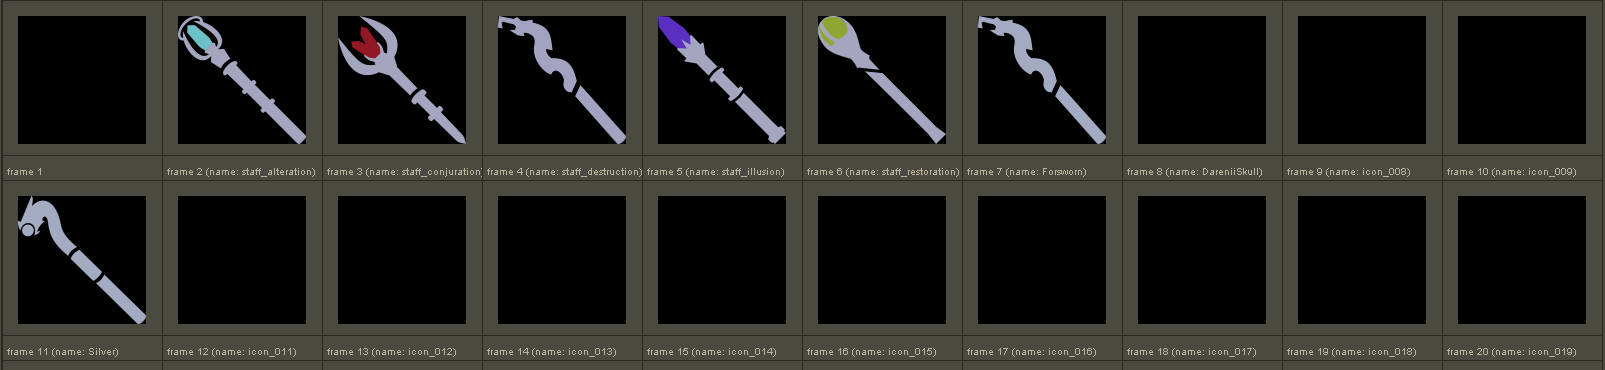 frame 1
frame 2 (name: staff_alteration)
frame 3 (name: staff_conjuration
frame 4 (name: staff_destruction)
frame 5 (name: staff_illusion)
frame 6 (name: staff_restoration)
frame 7 (name: Forsworn)
frame 8 (name: DareniiSkull)
frame 9 (name: icon_008)
frame 10 (name: icon_009)
frame 11 (name: Silver)
frame 12 (name: icon_011)
frame 13 (name: icon_012)
frame 14 (name: icon_013)
frame 15 (name: icon_014)
frame 16 (name: icon_015)
frame 17 (name: icon_016)
frame 18 (name: icon_017)
frame 19 (name: icon_018)
frame 20 (name: icon_019)